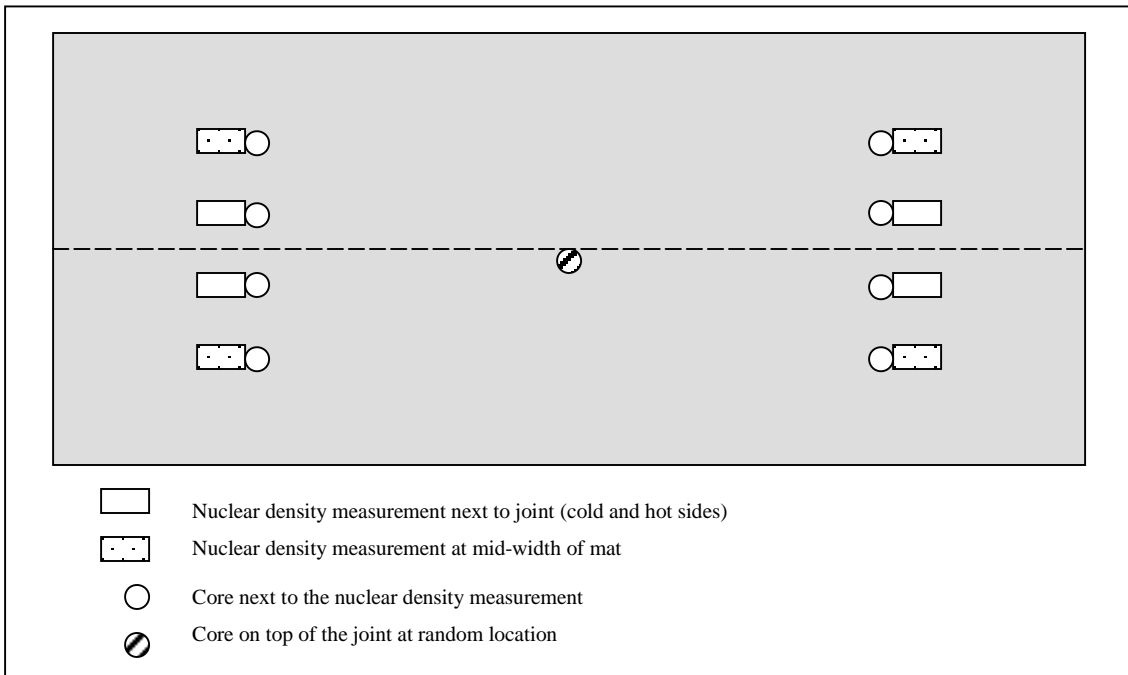 Nuclear density measurement next to joint (cold and hot sides)
Nuclear density measurement at mid-width of mat
Core next to the nuclear density measurement
Core on top of the joint at random location